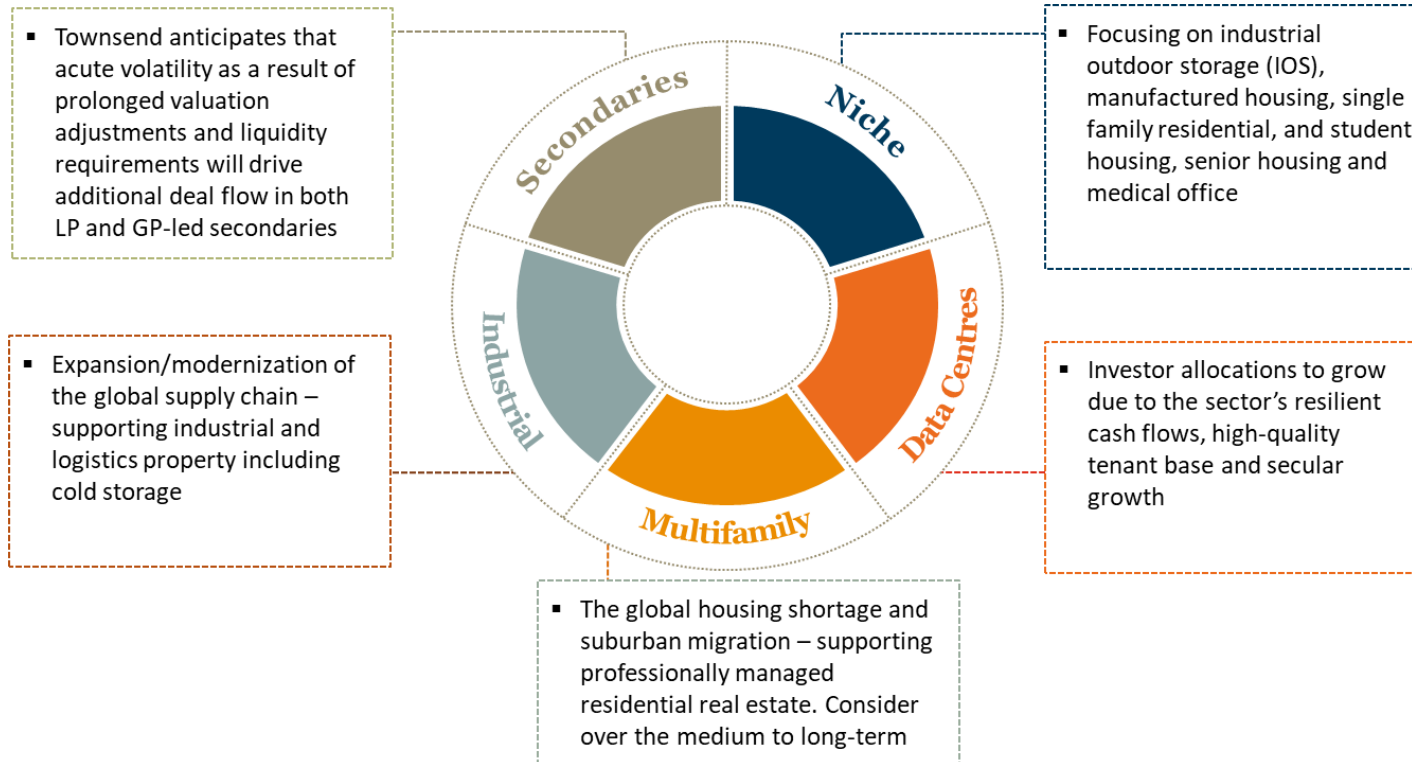 ▪ Townsend anticipates that
acute volatility as a result of
prolonged valuation
adjustments and liquidity
requirements will drive
additional deal flow in both
LP and GP-led secondaries
Secondaries
Niche
▪ Focusing on industrial
outdoor storage (IOS),
manufactured housing, single
family residential, and student
housing, senior housing and
medical office
▪ Expansion/modernization of
the global supply chain –
supporting industrial and
logistics property including
cold storage
Industrial
Data Centres
▪ Investor allocations to grow
due to the sector’s resilient
cash flows, high-quality
tenant base and secular
growth
Multifamily
▪ The global housing shortage and
suburban migration – supporting
professionally managed
residential real estate. Consider
over the medium to long-term